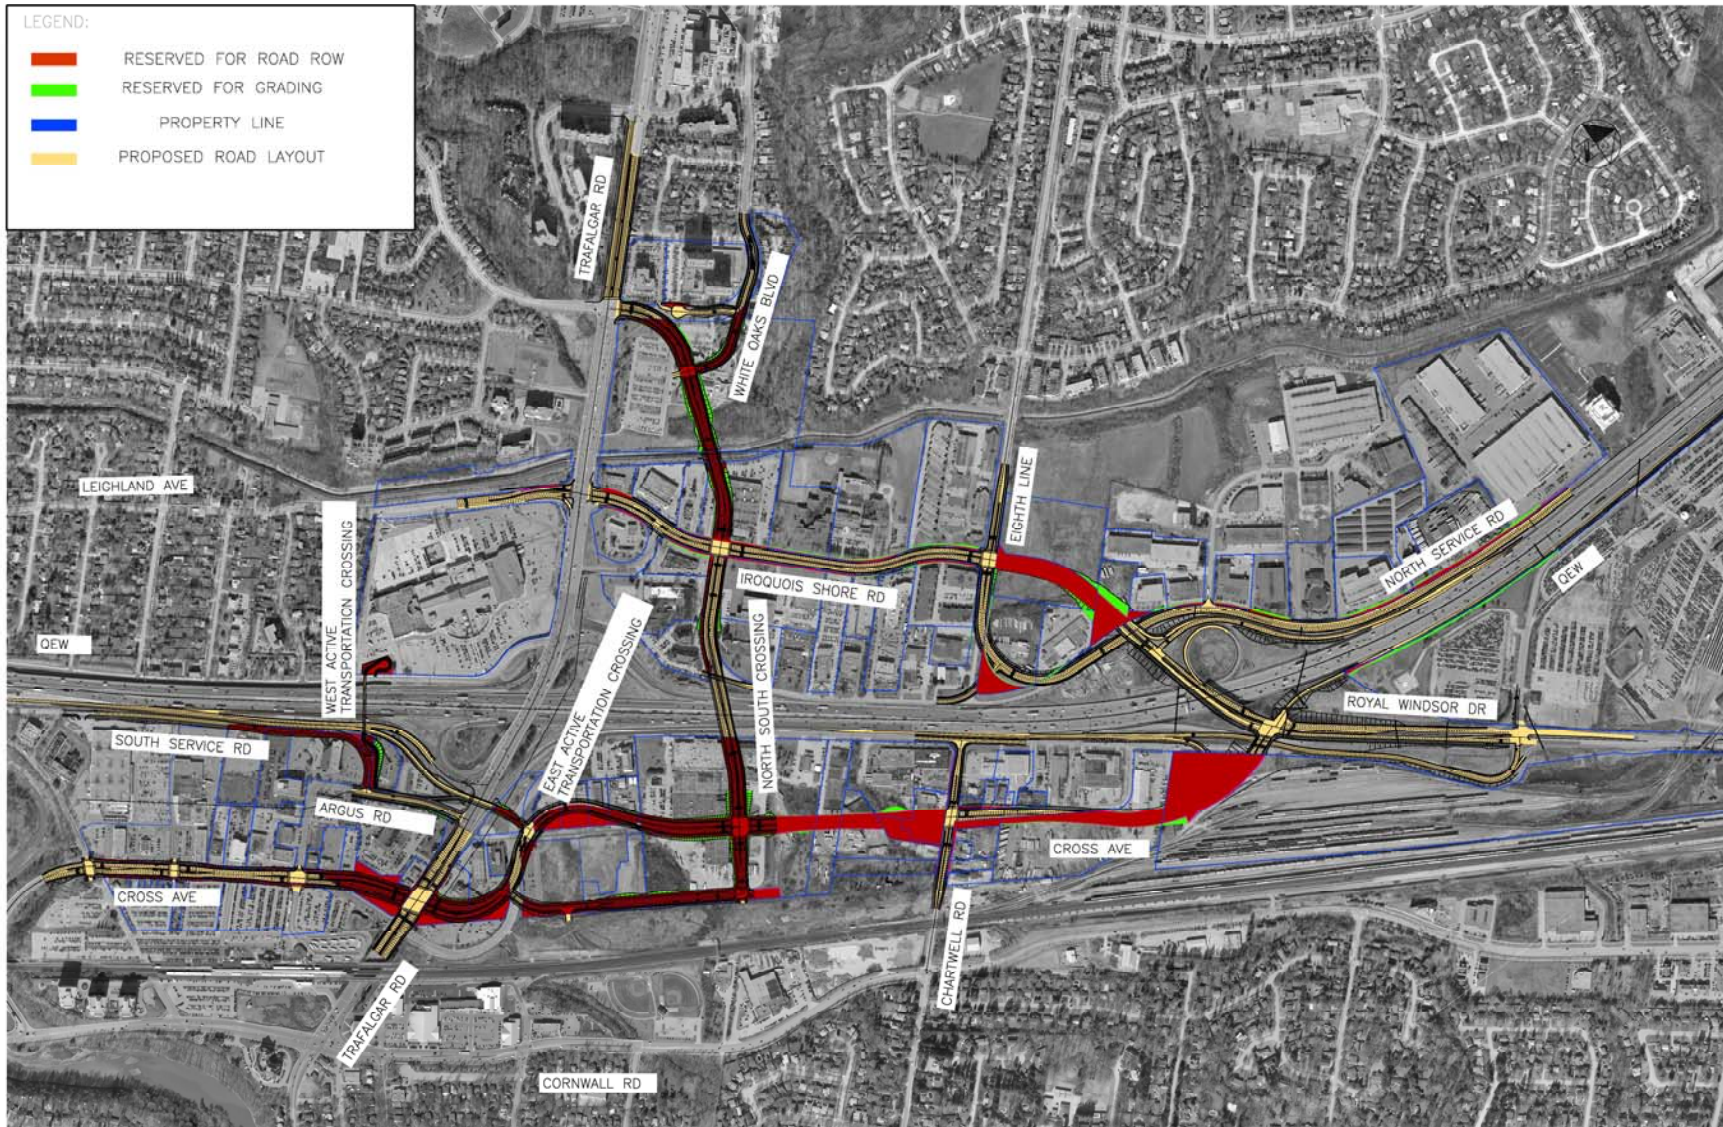 LEGEND:
RESERVED FOR ROAD ROW
RESERVED FOR GRADING
PROPERTY LINE
PROPOSED ROAD LAYOUT
TRAFALGAR RD
WHITE OAKS BLVD
LEIGHLAND AVE
EIGHTH LINE
WEST ACTIVE
TRANSPORTATION CROSSING
NORTH SERVICE RD
QEW
IROQUOIS SHORE RD
QEW
EAST ACTIVE
TRANSPORTATION CROSSING
NORTH SOUTH CROSSING
ROYAL WINDSOR DR
SOUTH SERVICE RD
ARGUS RD
CROSS AVE
CROSS AVE
CHARTWELL RD
TRAFALGAR RD
CORNWALL RD